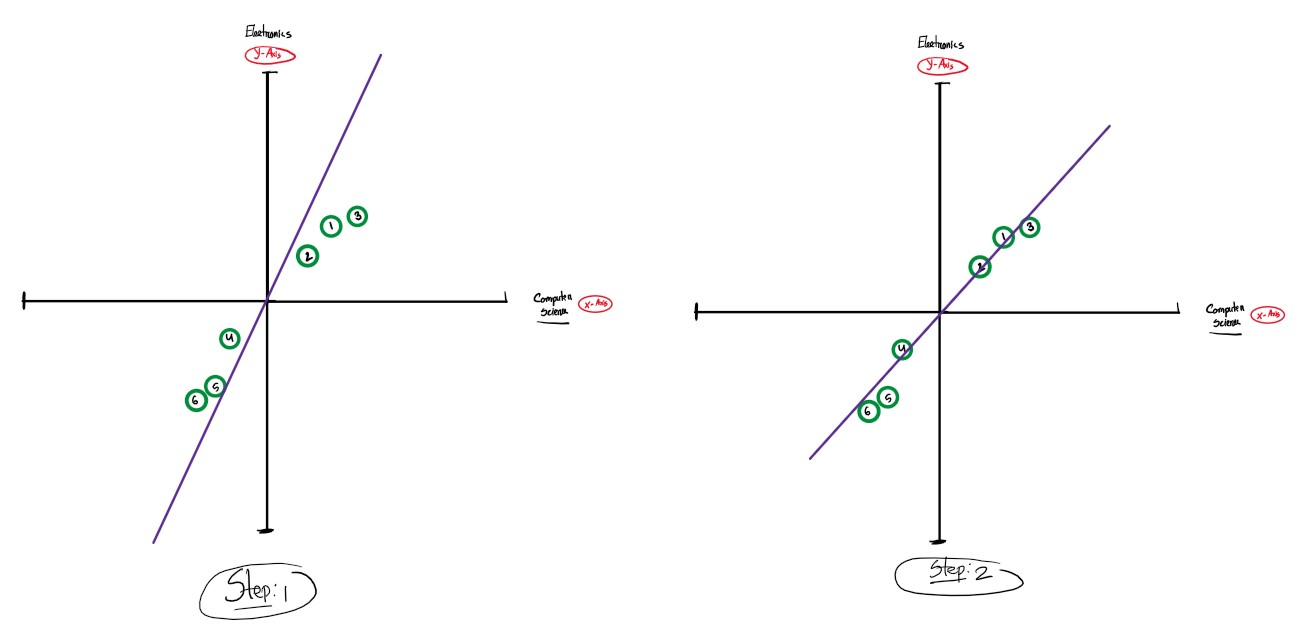 Electronics
Y-Axis
3
1
2
Computer
Science
X-Axis
4
5
6
Step: 1
Electronics
Y-Axis
3
1
2
Computer
Science
X-Axis
4
5
6
Step: 2